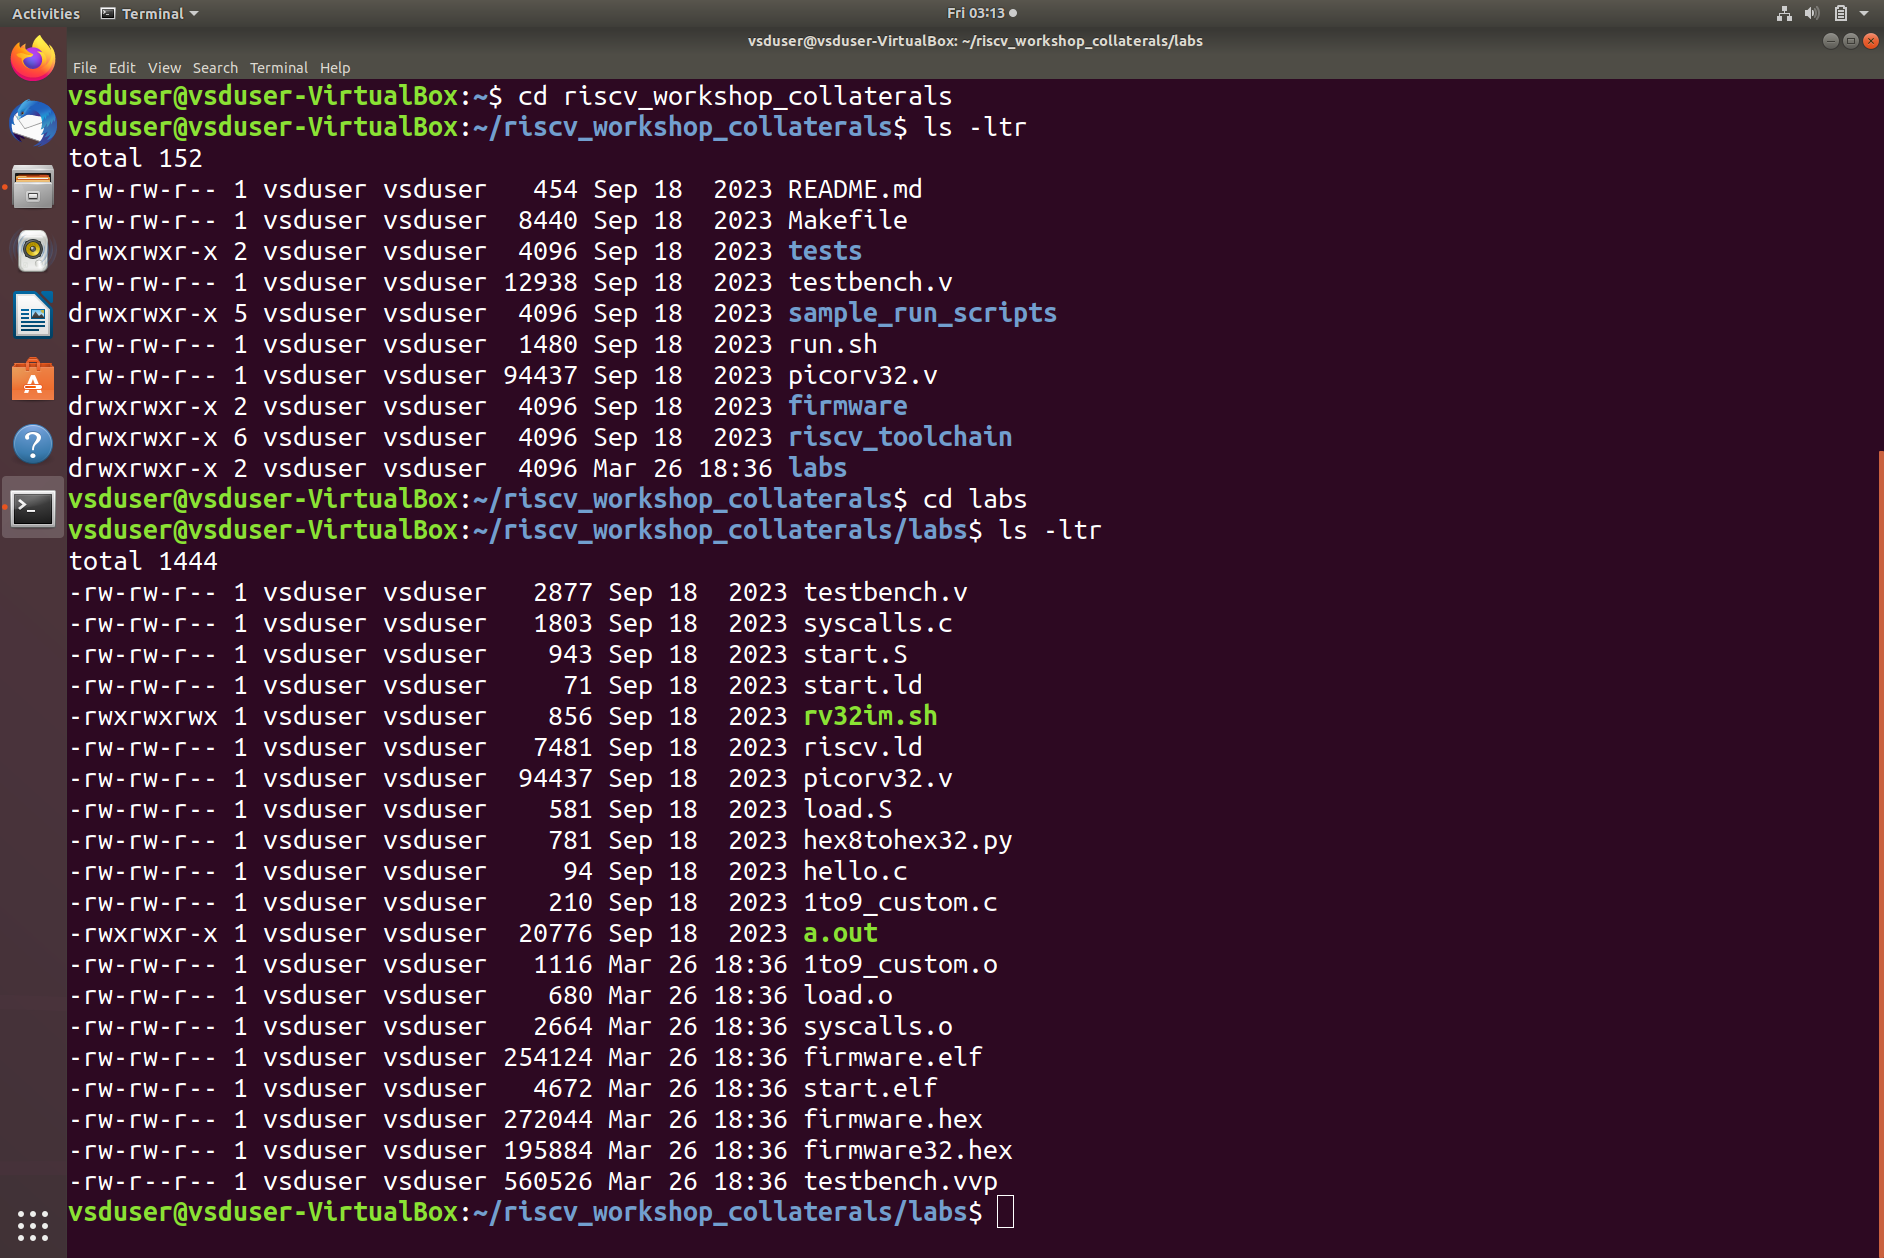 Activities Terminal Fri 03:13
vsduser@vsduser-VirtualBox: ~/riscv_workshop_collaterals/labs
File Edit View Search Terminal Help
vsduser@vsduser-VirtualBox:~$ cd riscv_workshop_collaterals
vsduser@vsduser-VirtualBox:~/riscv_workshop_collaterals$ ls -ltr
total 152
-rw-rw-r-- 1 vsduser vsduser   454 Sep 18  2023 README.md
-rw-rw-r-- 1 vsduser vsduser  8440 Sep 18  2023 Makefile
drwxrwxr-x 2 vsduser vsduser  4096 Sep 18  2023 tests
-rw-rw-r-- 1 vsduser vsduser 12938 Sep 18  2023 testbench.v
drwxrwxr-x 5 vsduser vsduser  4096 Sep 18  2023 sample_run_scripts
-rw-rw-r-- 1 vsduser vsduser  1480 Sep 18  2023 run.sh
-rw-rw-r-- 1 vsduser vsduser 94437 Sep 18  2023 picorv32.v
drwxrwxr-x 2 vsduser vsduser  4096 Sep 18  2023 firmware
drwxrwxr-x 6 vsduser vsduser  4096 Sep 18  2023 riscv_toolchain
drwxrwxr-x 2 vsduser vsduser  4096 Mar 26 18:36 labs
vsduser@vsduser-VirtualBox:~/riscv_workshop_collaterals$ cd labs
vsduser@vsduser-VirtualBox:~/riscv_workshop_collaterals/labs$ ls -ltr
total 1444
-rw-rw-r-- 1 vsduser vsduser   2877 Sep 18  2023 testbench.v
-rw-rw-r-- 1 vsduser vsduser   1803 Sep 18  2023 syscalls.c
-rw-rw-r-- 1 vsduser vsduser    943 Sep 18  2023 start.S
-rw-rw-r-- 1 vsduser vsduser     71 Sep 18  2023 start.ld
-rwxrwxrwx 1 vsduser vsduser    856 Sep 18  2023 rv32im.sh
-rw-rw-r-- 1 vsduser vsduser   7481 Sep 18  2023 riscv.ld
-rw-rw-r-- 1 vsduser vsduser  94437 Sep 18  2023 picorv32.v
-rw-rw-r-- 1 vsduser vsduser    581 Sep 18  2023 load.S
-rw-rw-r-- 1 vsduser vsduser    781 Sep 18  2023 hex8tohex32.py
-rw-rw-r-- 1 vsduser vsduser     94 Sep 18  2023 hello.c
-rw-rw-r-- 1 vsduser vsduser    210 Sep 18  2023 1to9_custom.c
-rwxrwxr-x 1 vsduser vsduser  20776 Sep 18  2023 a.out
-rw-rw-r-- 1 vsduser vsduser   1116 Mar 26 18:36 1to9_custom.o
-rw-rw-r-- 1 vsduser vsduser    680 Mar 26 18:36 load.o
-rw-rw-r-- 1 vsduser vsduser   2664 Mar 26 18:36 syscalls.o
-rw-rw-r-- 1 vsduser vsduser 254124 Mar 26 18:36 firmware.elf
-rw-rw-r-- 1 vsduser vsduser   4672 Mar 26 18:36 start.elf
-rw-rw-r-- 1 vsduser vsduser 272044 Mar 26 18:36 firmware.hex
-rw-rw-r-- 1 vsduser vsduser 195884 Mar 26 18:36 firmware32.hex
-rw-r--r-- 1 vsduser vsduser 560526 Mar 26 18:36 testbench.vvp
vsduser@vsduser-VirtualBox:~/riscv_workshop_collaterals/labs$